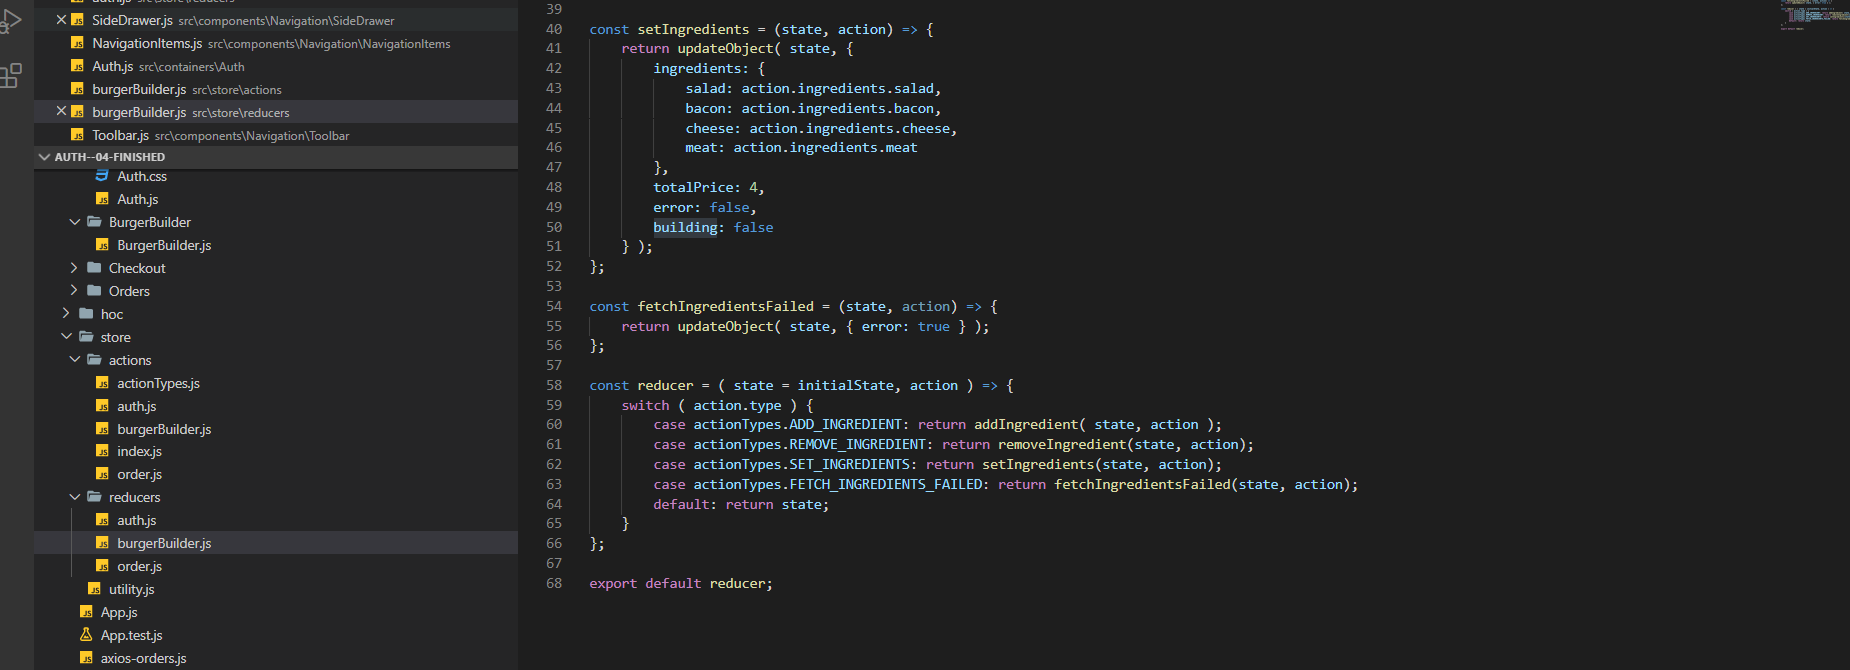 auth.js src\store\reducers
SideDrawer.js src\components\Navigation\SideDrawer
NavigationItems.js src\components\Navigation\NavigationItems
Auth.js src\containers\Auth
burgerBuilder.js src\store\actions
burgerBuilder.js src\store\reducers
Toolbar.js src\components\Navigation\Toolbar
AUTH--04-FINISHED
Auth.css
Auth.js
BurgerBuilder
BurgerBuilder.js
Checkout
Orders
hoc
store
actions
actionTypes.js
auth.js
burgerBuilder.js
index.js
order.js
reducers
auth.js
burgerBuilder.js
order.js
utility.js
App.js
App.test.js
axios-orders.js
39
40 const setIngredients = (state, action) => {
41 return updateObject( state, {
42 ingredients: {
43 salad: action.ingredients.salad,
44 bacon: action.ingredients.bacon,
45 cheese: action.ingredients.cheese,
46 meat: action.ingredients.meat
47 },
48 totalPrice: 4,
49 error: false,
50 building: false
51 } );
52 };
53
54 const fetchIngredientsFailed = (state, action) => {
55 return updateObject( state, { error: true } );
56 };
57
58 const reducer = ( state = initialState, action ) => {
59 switch ( action.type ) {
60 case actionTypes.ADD_INGREDIENT: return addIngredient( state, action );
61 case actionTypes.REMOVE_INGREDIENT: return removeIngredient(state, action);
62 case actionTypes.SET_INGREDIENTS: return setIngredients(state, action);
63 case actionTypes.FETCH_INGREDIENTS_FAILED: return fetchIngredientsFailed(state, action);
64 default: return state;
65 }
66 };
67
68 export default reducer;